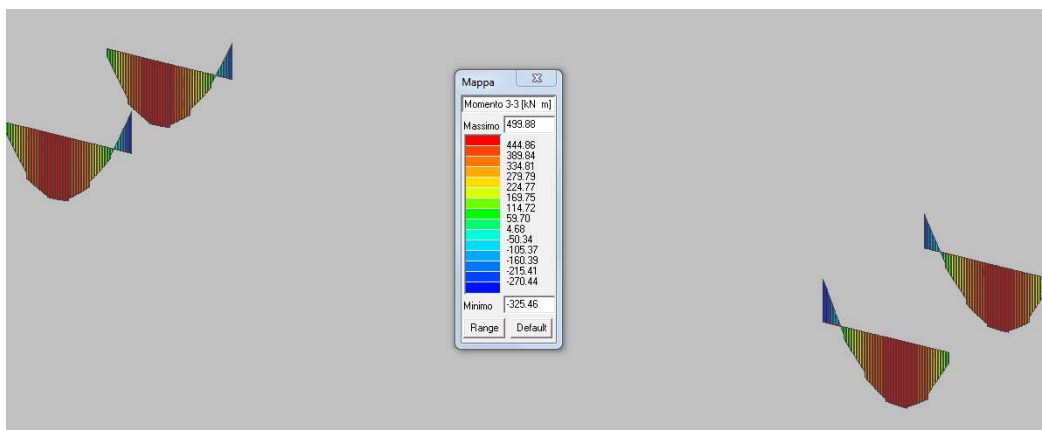 Mappa
Momento 3-3 [kN m]
Massimo 499.88
444.86
389.84
334.81
279.79
224.77
169.75
114.72
59.70
4.68
-50.34
-105.37
-160.39
-215.41
-270.44
Minimo -325.46
Range Default